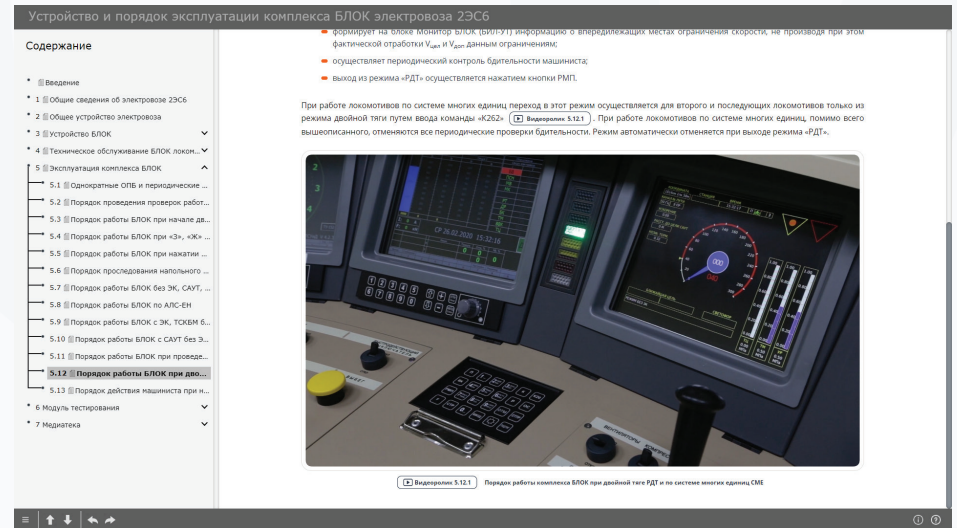 Устройство и порядок эксплуатации комплекса БЛОК электровоза 2ЭС6
Содержание
Введение
1 Общие сведения об электровозе 2ЭС6
2 Общее устройство электровоза
3 Устройство БЛОК
4 Техническое обслуживание БЛОК локом...
5 Эксплуатация комплекса БЛОК
5.1 Однократные ОПБ и периодические ...
5.2 Порядок проведения проверок работ...
5.3 Порядок работы БЛОК при начале дв...
5.4 Порядок работы БЛОК при «З», «Ж» ...
5.5 Порядок работы БЛОК при нажатии ...
5.6 Порядок проследования напольного ...
5.7 Порядок работы БЛОК без ЭК, САУТ, ...
5.8 Порядок работы БЛОК по АЛС-ЕН
5.9 Порядок работы БЛОК с ЭК, ТСКБМ б...
5.10 Порядок работы БЛОК с САУТ без Э...
5.11 Порядок работы БЛОК при проведе...
5.12 Порядок работы БЛОК при дво...
5.13 Порядок действия машиниста при н...
6 Модуль тестирования
7 Медиатека
формирует на блоке Монитор БЛОК (БИЛ-УТ) информацию о впередилежащих местах ограничения скорости, не производя при этом
фактической отработки Vцел и Vдоп данным ограничениям;
осуществляет периодический контроль бдительности машиниста;
выход из режима «РДТ» осуществляется нажатием кнопки РМП.
При работе локомотивов по системе многих единиц переход в этот режим осуществляется для второго и последующих локомотивов только из
режима двойной тяги путем ввода команды «К262» Видеоролик 5.12.1 . При работе локомотивов по системе многих единиц, помимо всего
вышеописанного, отменяются все периодические проверки бдительности. Режим автоматически отменяется при выходе режима «РДТ».
СР 26.02.2020 15:32:16
Видеоролик 5.12.1 Порядок работы комплекса БЛОК при двойной тяге РДТ и по системе многих единиц СМЕ